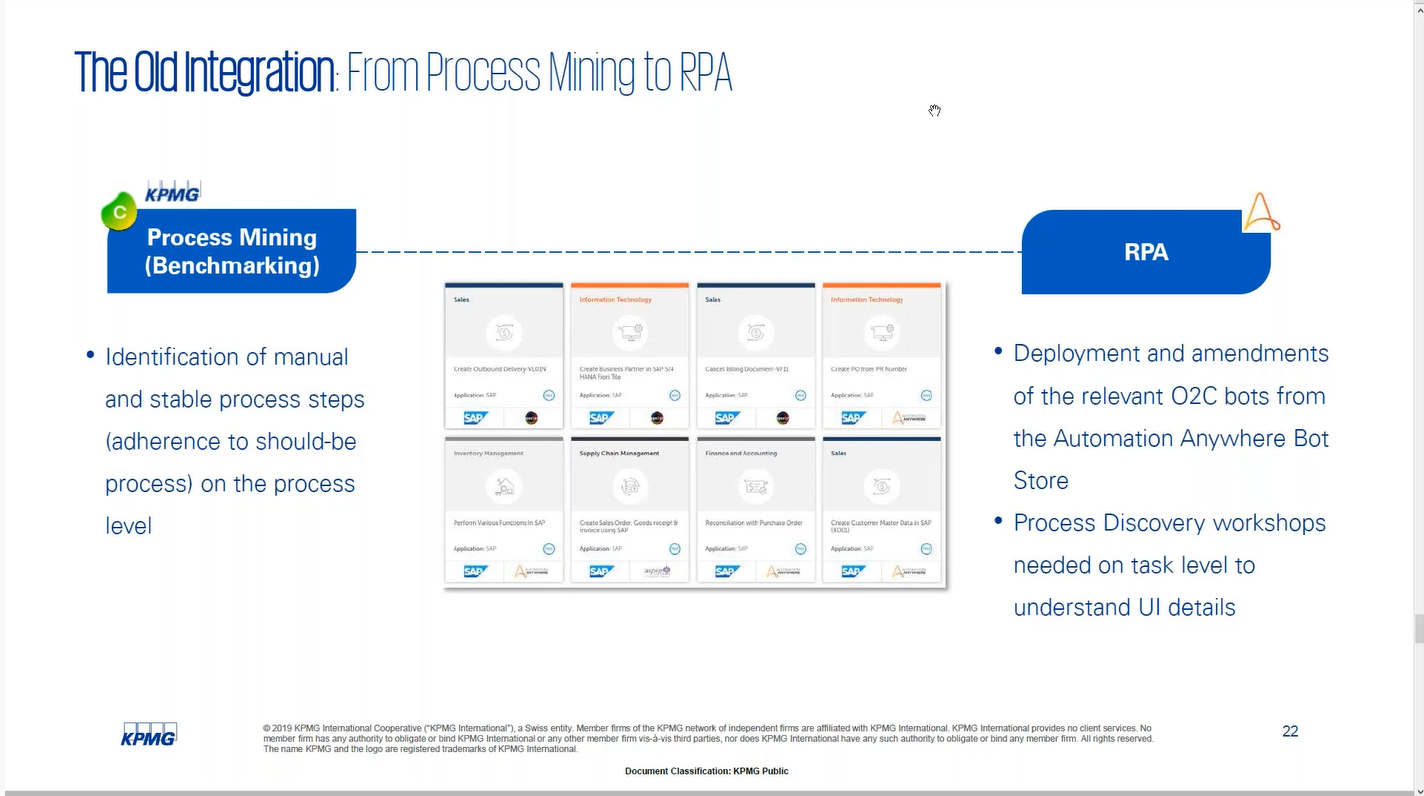 The Old Integration: From Process Mining to RPA
KPMG
C
Process Mining
(Benchmarking)
RPA
• Identification of manual
and stable process steps
(adherence to should-be
process) on the process
level
Sales
Create Outbound Delivery-VL01N
Application: SAP
SAP
Information Technology
Create Business Partner in SAP S/4
HANA Fiori Tile
Application: SAP
SAP
Sales
Cancel Billing Document-VF11
Application: SAP
SAP
Information Technology
Create PO from PR Number
Application: SAP
SAP
AUTOMATION
ANYWHERE
Inventory Management
Perform Various Functions In SAP
Application: SAP
SAP
AUTOMATION
ANYWHERE
Supply Chain Management
Create Sales Order, Goods receipt &
Invoice using SAP
Application: SAP
SAP
aspire
Finance and Accounting
Reconciliation with Purchase Order
Application: SAP
SAP
AUTOMATION
ANYWHERE
Sales
Create Customer Master Data in SAP
(XD01)
Application: SAP
SAP
AUTOMATION
ANYWHERE
• Deployment and amendments
of the relevant O2C bots from
the Automation Anywhere Bot
Store
• Process Discovery workshops
needed on task level to
understand UI details
KPMG
© 2019 KPMG International Cooperative (“KPMG International”), a Swiss entity. Member firms of the KPMG network of independent firms are affiliated with KPMG International. KPMG International provides no client services. No
member firm has any authority to obligate or bind KPMG International or any other member firm vis-à-vis third parties, nor does KPMG International have any such authority to obligate or bind any member firm. All rights reserved.
The name KPMG and the logo are registered trademarks of KPMG International.
22
Document Classification: KPMG Public